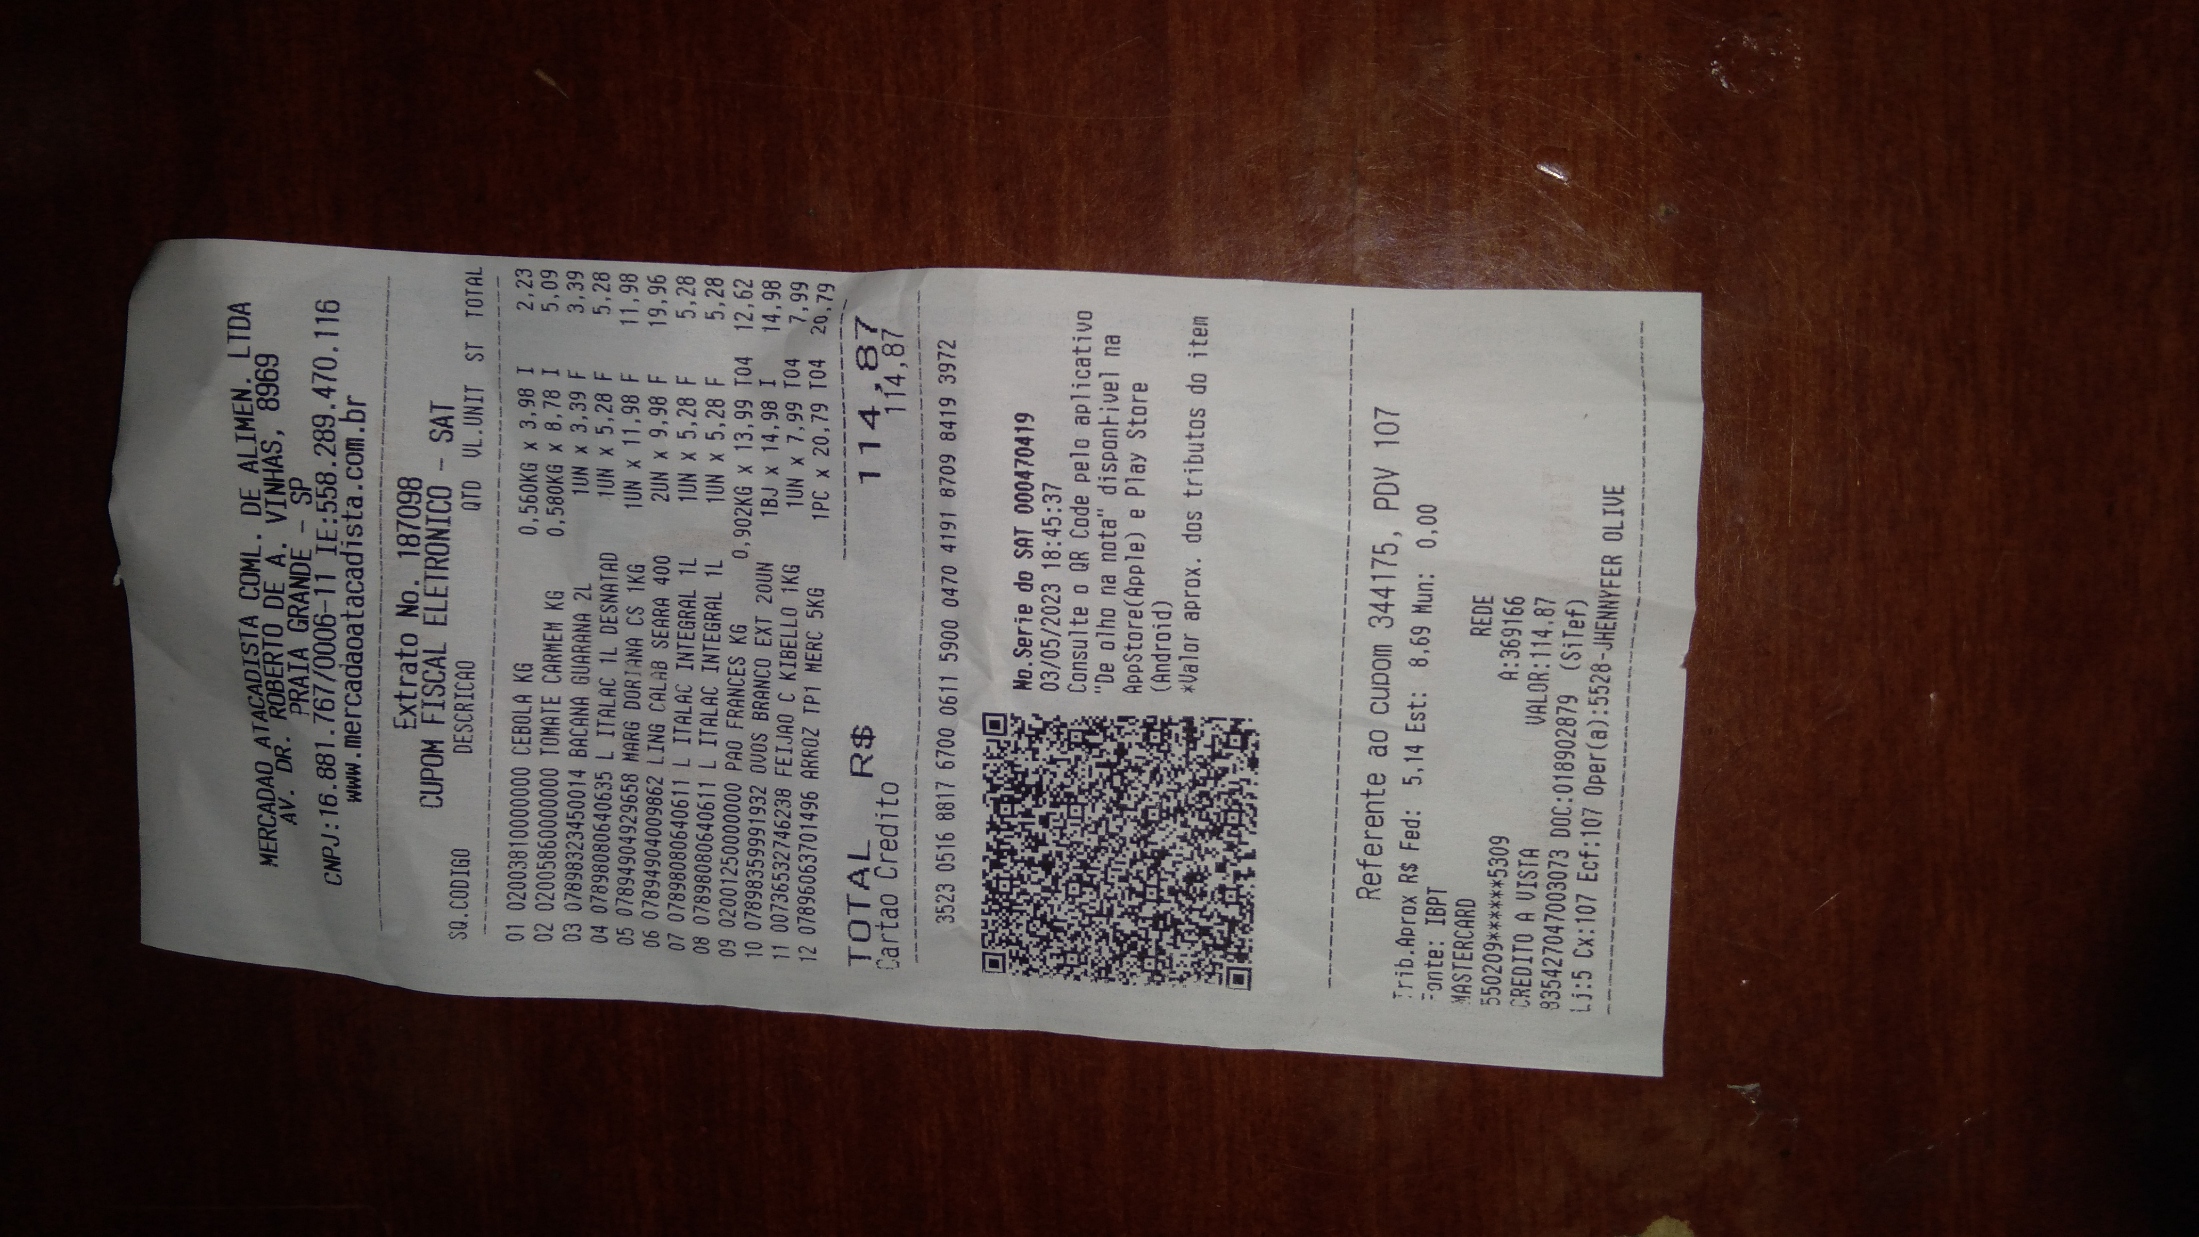 MERCADAO ATACADISTA COML. DE ALIMEN. LTDA
AV. DR. ROBERTO DE A. VINHAS, 8969
PRAIA GRANDE - SP
CNPJ:16.881.767/0006-11 IE:558.289.470.116
www.mercadaoatacadista.com.br
Extrato No. 187098
CUPOM FISCAL ELETRONICO - SAT
SQ.CODIGO DESCRICAO QTD VL.UNIT ST TOTAL
01 02003810000000 CEBOLA KG 0,560KG x 3,98 I 2,23
02 02005860000000 TOMATE CARMEM KG 0,580KG x 8,78 I 5,09
03 07898323450014 BACANA GUARANA 2L 1UN x 3,39 F 3,39
04 07898080640635 L ITALAC 1L DESNATAD 1UN x 5,28 F 5,28
05 07894904929658 MARG DORIANA CS 1KG 1UN x 11,98 F 11,98
06 07894904009862 LING CALAB SEARA 400 2UN x 9,98 F 19,96
07 07898080640611 L ITALAC INTEGRAL 1L 1UN x 5,28 F 5,28
08 07898080640611 L ITALAC INTEGRAL 1L 1UN x 5,28 F 5,28
09 02001250000000 PAO FRANCES KG 0,902KG x 13,99 T04 12,62
10 07898359991932 OVOS BRANCO EXT 20UN 1BJ x 14,98 I 14,98
11 00736532746238 FEIJAO C KIBELLO 1KG 1UN x 7,99 T04 7,99
12 07896063701496 ARROZ TP1 MERC 5KG 1PC x 20,79 T04 20,79
TOTAL R$ 114,87
Cartao Credito 114,87
3523 0516 8817 6700 0611 5900 0470 4191 8709 8419 3972
No.Serie do SAT 000470419
03/05/2023 18:45:37
Consulte o QR Code pelo aplicativo
"De olho na nota" disponível na
AppStore(Apple) e Play Store
(Android)
*Valor aprox. dos tributos do item
Referente ao cupom 344175, PDV 107
Trib.Aprox R$ Fed: 5,14 Est: 8,69 Mun: 0,00
Fonte: IBPT
MASTERCARD REDE
550209******5309 A:369166
CREDITO A VISTA VALOR:114,87
835427047003073 DOC:018902879 (SiTef)
Lj:5 Cx:107 Ecf:107 Oper(a):5528-JHENNYFER OLIVE